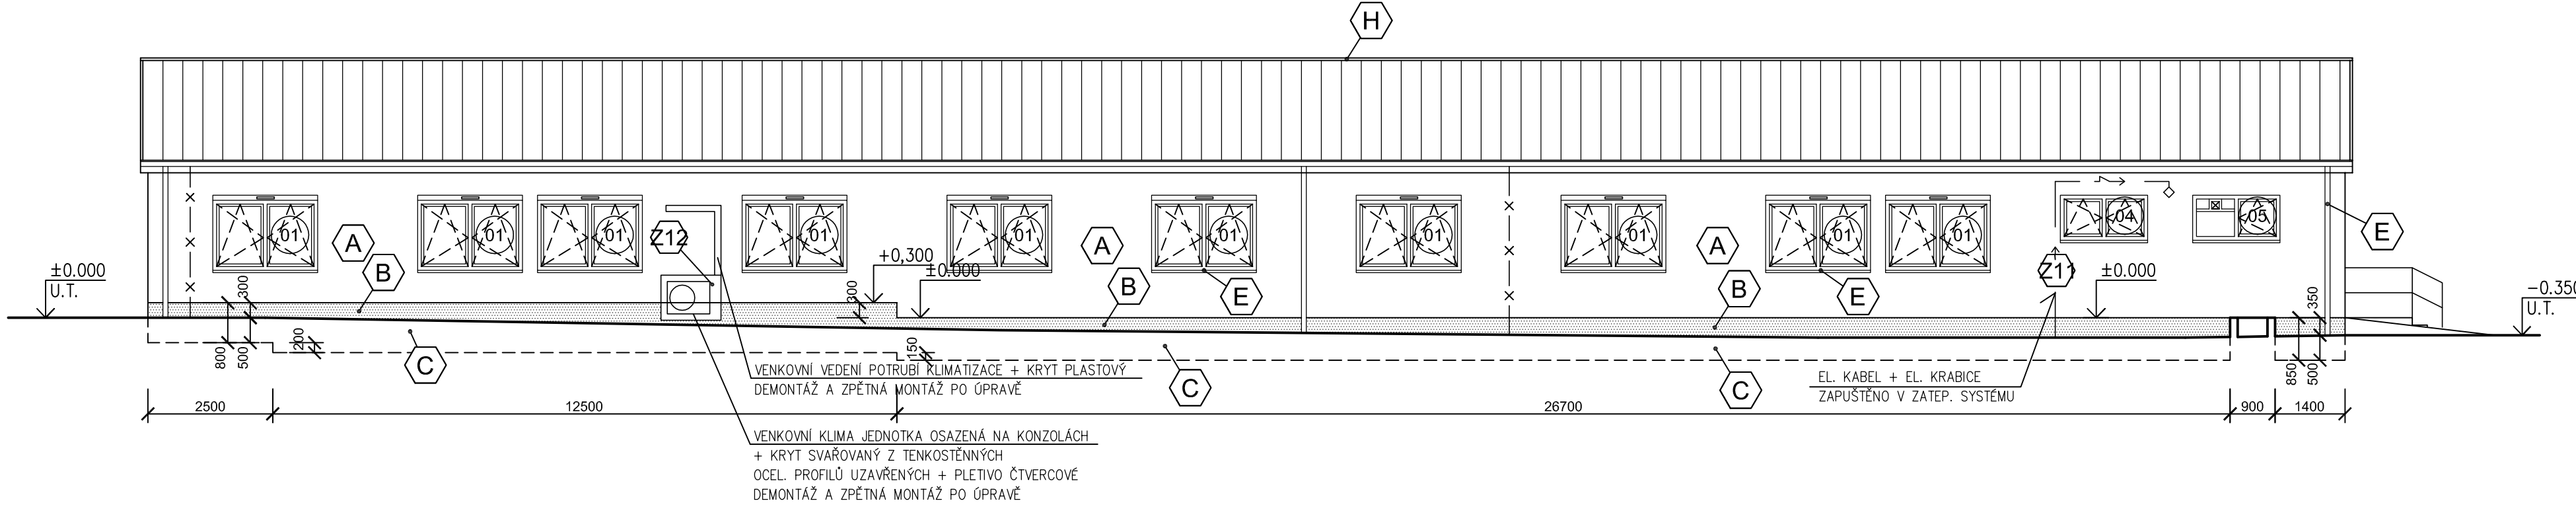 H
01
01
01
01
01
01
01
01
01
01
04
05
A
A
A
B
B
B
Z12
Z11
E
E
E
C
C
C
±0.000
U.T.
+0,300
±0.000
±0.000
-0.350
U.T.
300
800
500
200
300
150
350
850
500
VENKOVNÍ VEDENÍ POTRUBÍ KLIMATIZACE + KRYT PLASTOVÝ
DEMONTÁŽ A ZPĚTNÁ MONTÁŽ PO ÚPRAVĚ
EL. KABEL + EL. KRABICE
ZAPUŠTĚNO V ZATEP. SYSTÉMU
2500
12500
26700
900
1400
VENKOVNÍ KLIMA JEDNOTKA OSAZENÁ NA KONZOLÁCH
+ KRYT SVAŘOVANÝ Z TENKOSTĚNNÝCH
OCEL. PROFILŮ UZAVŘENÝCH + PLETIVO ČTVERCOVÉ
DEMONTÁŽ A ZPĚTNÁ MONTÁŽ PO ÚPRAVĚ